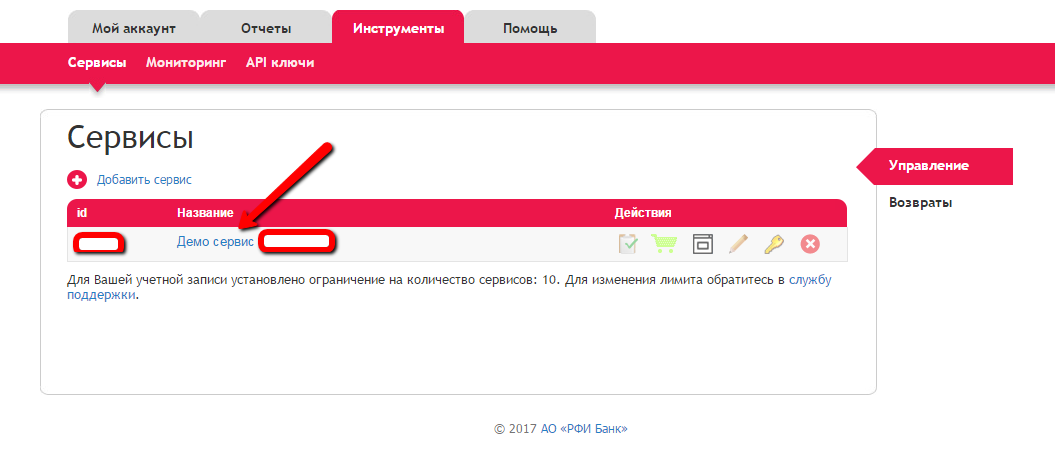 Мой аккаунт Отчеты Инструменты Помощь
Сервисы Мониторинг API ключи
Сервисы
Добавить сервис
id Название Действия
Демо сервис
Для Вашей учетной записи установлено ограничение на количество сервисов: 10. Для изменения лимита обратитесь в службу
поддержки.
Управление
Возвраты
© 2017 АО «РФИ Банк»